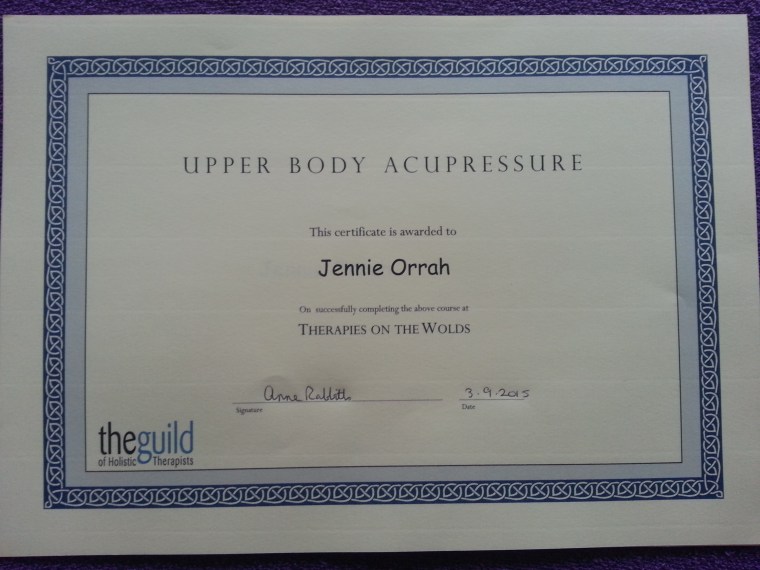 UPPER BODY ACUPRESSURE
This certificate is awarded to
Jennie Orrah
On successfully completing the above course at
THERAPIES ON THE WOLDS
Anne 3.9.2015
Signature Date
theguild
of Holistic Therapists